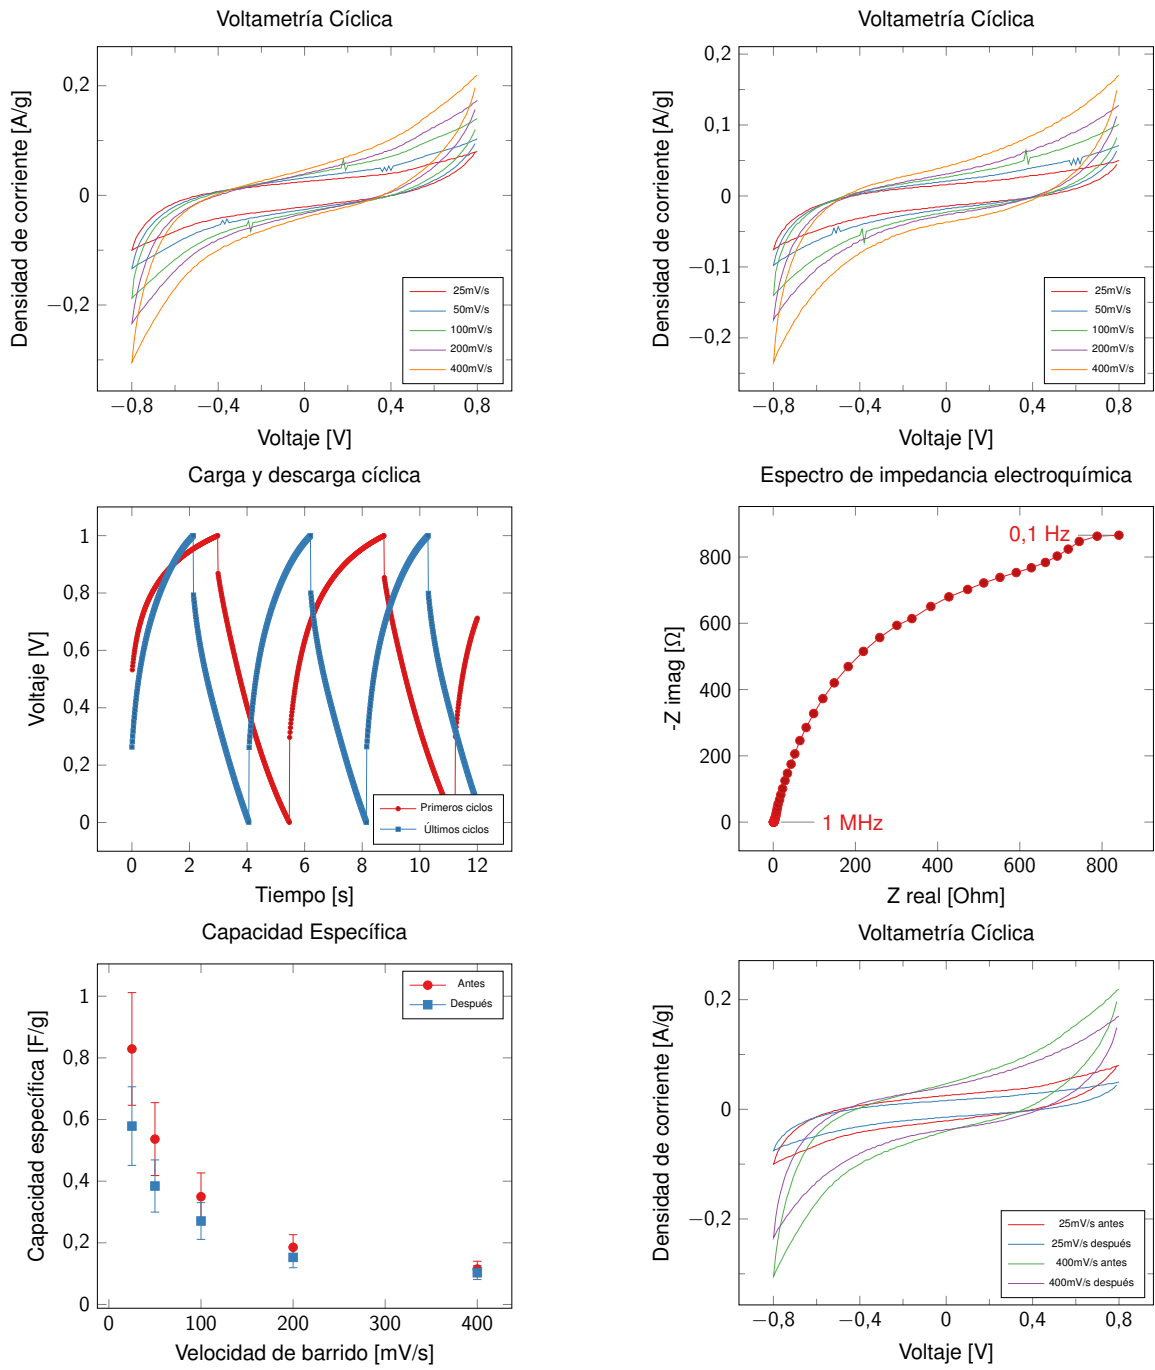 Voltametría Cíclica
Densidad de corriente [A/g]
0,2
0
−0,2
−0,8
−0,4
0
0,4
0,8
Voltaje [V]
25mV/s
50mV/s
100mV/s
200mV/s
400mV/s
Voltametría Cíclica
Densidad de corriente [A/g]
0,2
0,1
0
−0,1
−0,2
−0,8
−0,4
0
0,4
0,8
Voltaje [V]
25mV/s
50mV/s
100mV/s
200mV/s
400mV/s
Carga y descarga cíclica
Voltaje [V]
1
0,8
0,6
0,4
0,2
0
0
2
4
6
8
10
12
Tiempo [s]
Primeros ciclos
Últimos ciclos
Espectro de impedancia electroquímica
-Z imag [Ω]
800
600
400
200
0
0
200
400
600
800
Z real [Ohm]
0,1 Hz
1 MHz
Capacidad Específica
Capacidad específica [F/g]
1
0,8
0,6
0,4
0,2
0
0
100
200
300
400
Velocidad de barrido [mV/s]
Antes
Después
Voltametría Cíclica
Densidad de corriente [A/g]
0,2
0
−0,2
−0,8
−0,4
0
0,4
0,8
Voltaje [V]
25mV/s antes
25mV/s después
400mV/s antes
400mV/s después